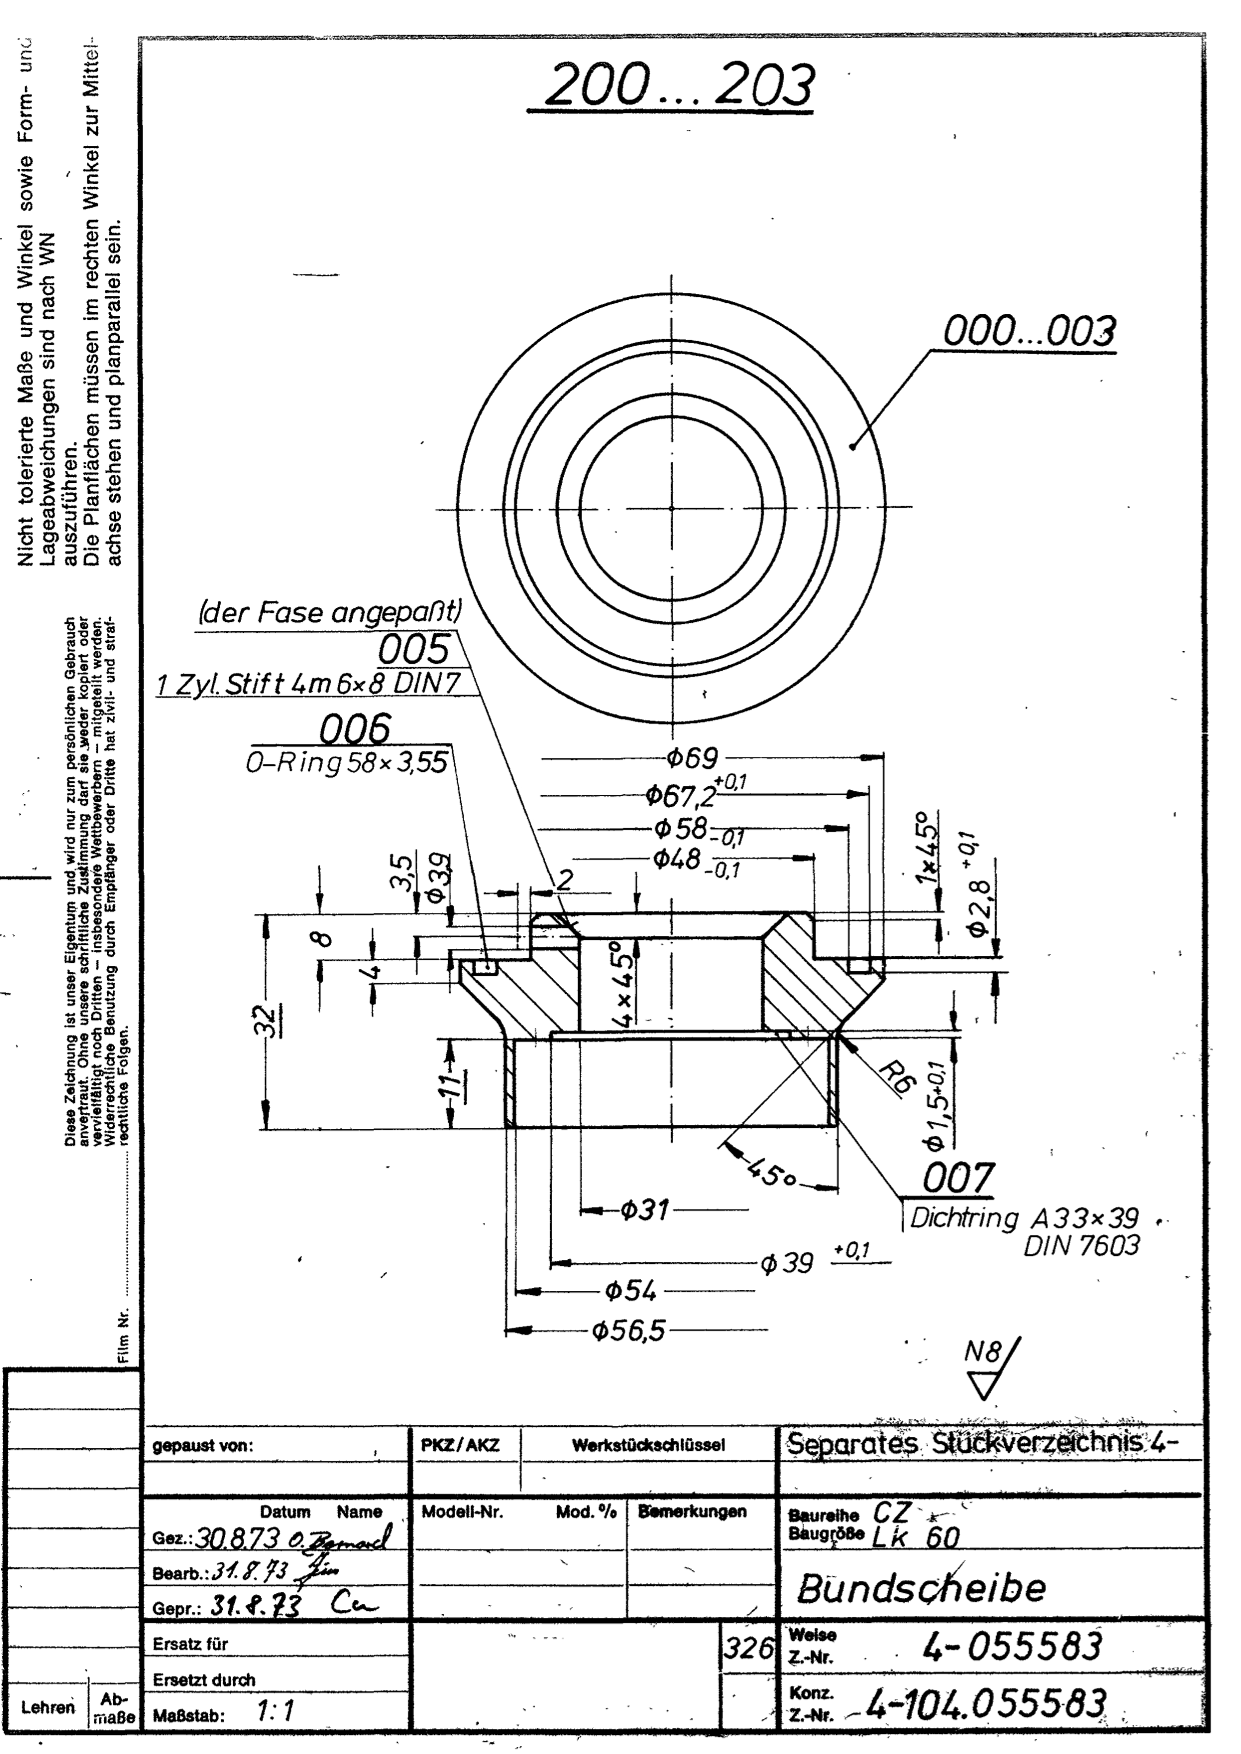 200...203
Nicht tolerierte Maße und Winkel sowie Form- und
Lageabweichungen sind nach WN
auszuführen.
Die Planflächen müssen im rechten Winkel zur Mittel-
achse stehen und planparallel sein.
Diese Zeichnung ist unser Eigentum und wird nur zum persönlichen Gebrauch
anvertraut. Ohne unsere schriftliche Zustimmung darf sie weder kopiert oder
vervielfältigt noch Dritten – insbesondere Wettbewerbern – mitgeteilt werden.
Widerrechtliche Benutzung durch Empfänger oder Dritte hat zivil- und straf-
rechtliche Folgen.
Film Nr.
000...003
(der Fase angepaßt)
005
1 Zyl. Stift 4m6×8 DIN7
006
O-Ring 58×3,55
φ69
φ67,2 +0,1
φ58 -0,1
φ48 -0,1
3,5
φ3,9
2
1×45°
φ2,8 +0,1
8
4
32
4×45°
11
R6
φ1,5 +0,1
45°
007
Dichtring A33×39
DIN 7603
φ31
φ39 +0,1
φ54
φ56,5
N8
gepaust von:
PKZ/AKZ
Werkstückschlüssel
Separates Stückverzeichnis 4-
Datum Name
Gez.: 30.8.73
Bearb.: 31.8.73
Gepr.: 31.8.73
Modell-Nr.
Mod. %
Bemerkungen
Baureihe CZ
Baugröße LK 60
Bundscheibe
Ersatz für
Ersetzt durch
Maßstab: 1:1
326
Weise
Z.-Nr. 4-055583
Konz.
Z.-Nr. 4-104.055583
Lehren
Ab-
maße